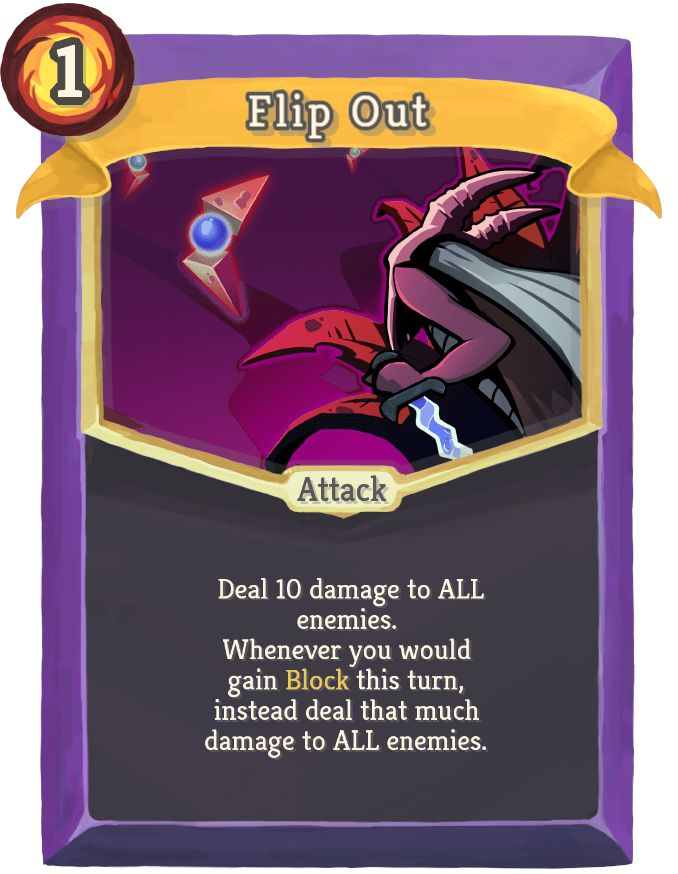 1
Flip Out
Attack
Deal 10 damage to ALL
enemies.
Whenever you would
gain Block this turn,
instead deal that much
damage to ALL enemies.